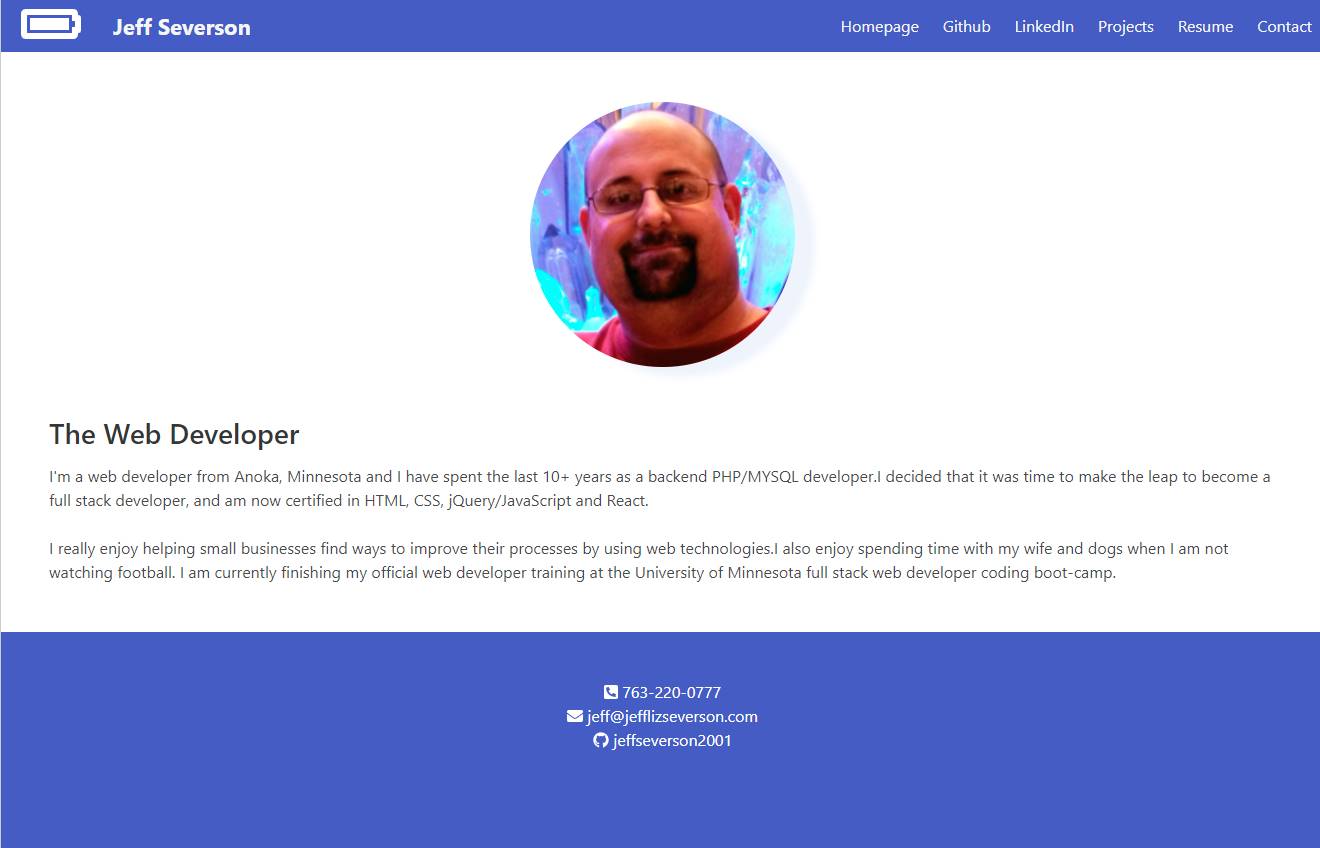 Jeff Severson
Homepage Github LinkedIn Projects Resume Contact
The Web Developer
I'm a web developer from Anoka, Minnesota and I have spent the last 10+ years as a backend PHP/MYSQL developer.I decided that it was time to make the leap to become a
full stack developer, and am now certified in HTML, CSS, jQuery/JavaScript and React.
I really enjoy helping small businesses find ways to improve their processes by using web technologies.I also enjoy spending time with my wife and dogs when I am not
watching football. I am currently finishing my official web developer training at the University of Minnesota full stack web developer coding boot-camp.
763-220-0777
jeff@jefflizseverson.com
jeffseverson2001